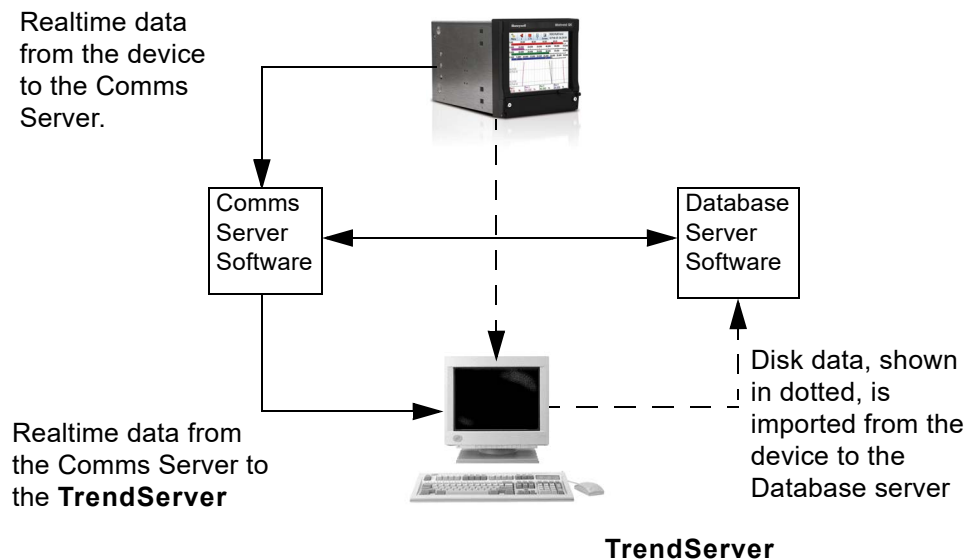 Realtime data
from the device
to the Comms
Server.
Honeywell
Comms
Server
Software
Database
Server
Software
Disk data, shown
in dotted, is
imported from the
device to the
Database server
Realtime data from
the Comms Server to
the TrendServer
TrendServer